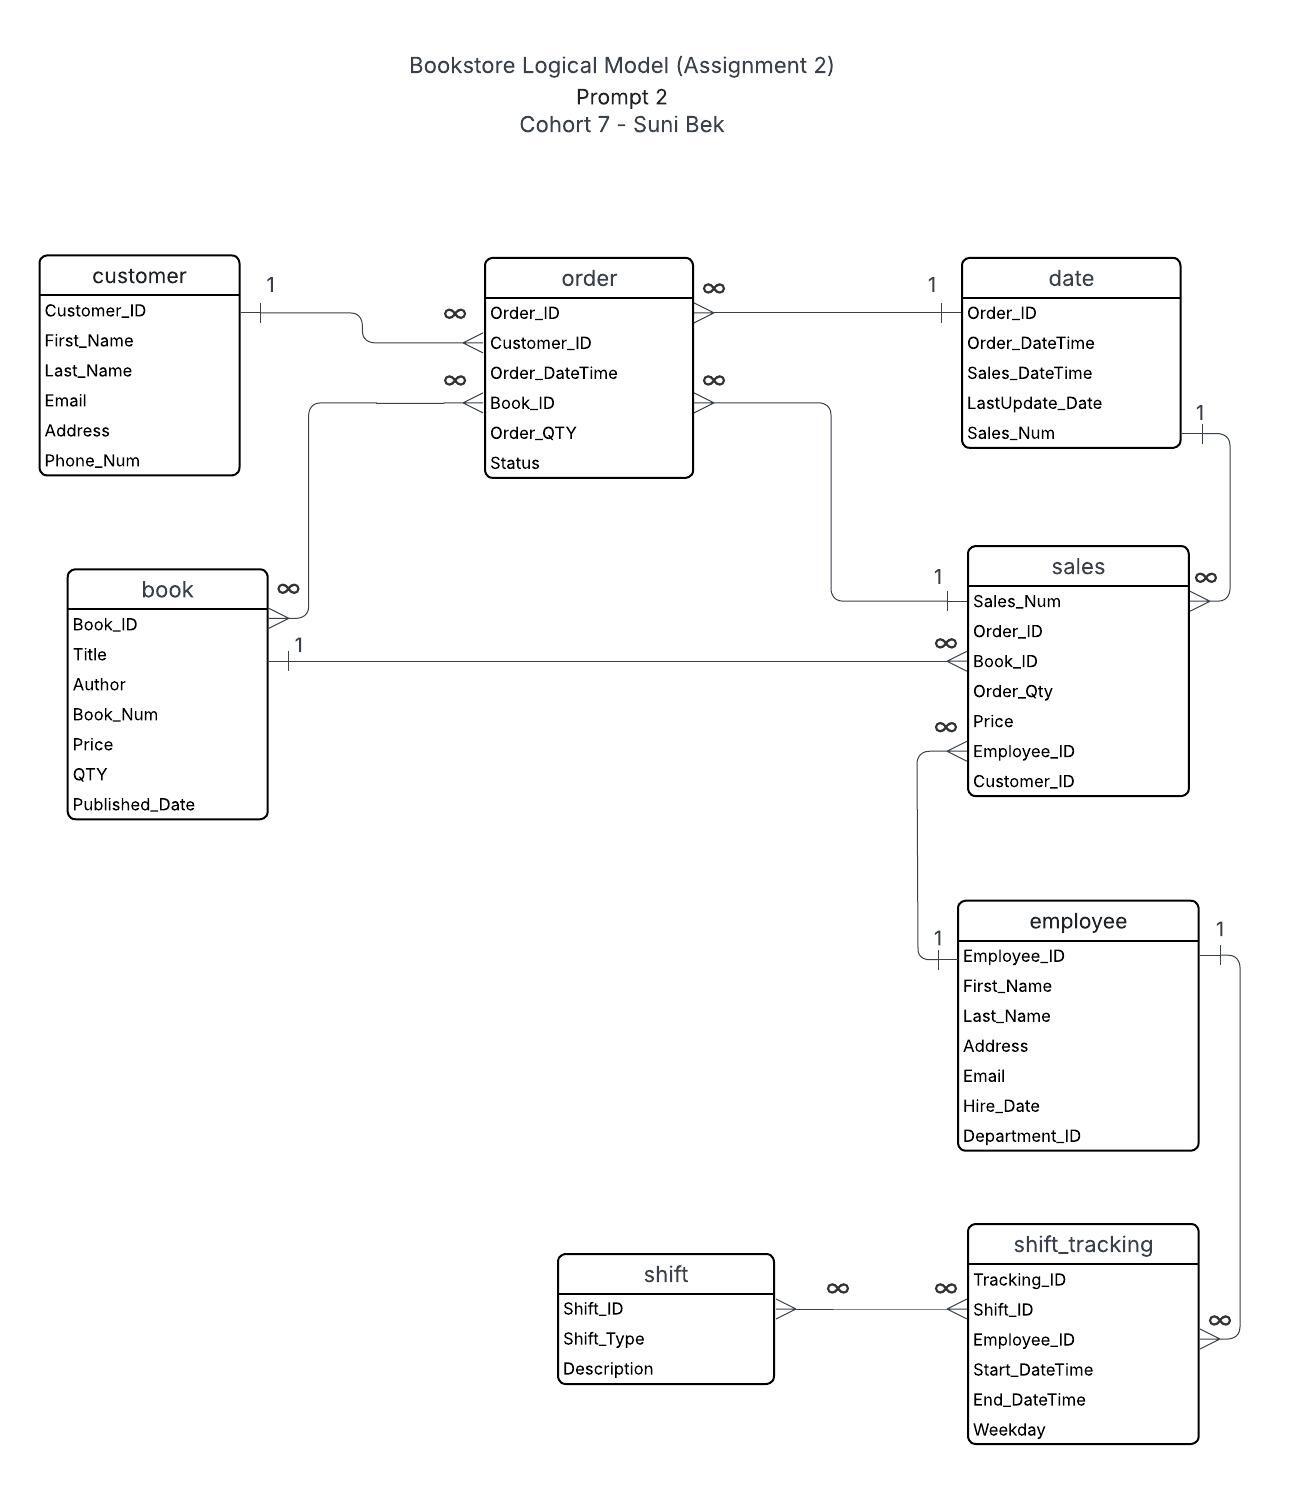 Bookstore Logical Model (Assignment 2)
Prompt 2
Cohort 7 - Suni Bek
customer
Customer_ID
First_Name
Last_Name
Email
Address
Phone_Num
1
∞
∞
order
Order_ID
Customer_ID
Order_DateTime
Book_ID
Order_QTY
Status
∞
∞
1
date
Order_ID
Order_DateTime
Sales_DateTime
LastUpdate_Date
Sales_Num
1
book
Book_ID
Title
Author
Book_Num
Price
QTY
Published_Date
∞
1
1
∞
∞
sales
Sales_Num
Order_ID
Book_ID
Order_Qty
Price
Employee_ID
Customer_ID
∞
1
employee
Employee_ID
First_Name
Last_Name
Address
Email
Hire_Date
Department_ID
1
shift
Shift_ID
Shift_Type
Description
∞
∞
shift_tracking
Tracking_ID
Shift_ID
Employee_ID
Start_DateTime
End_DateTime
Weekday
∞